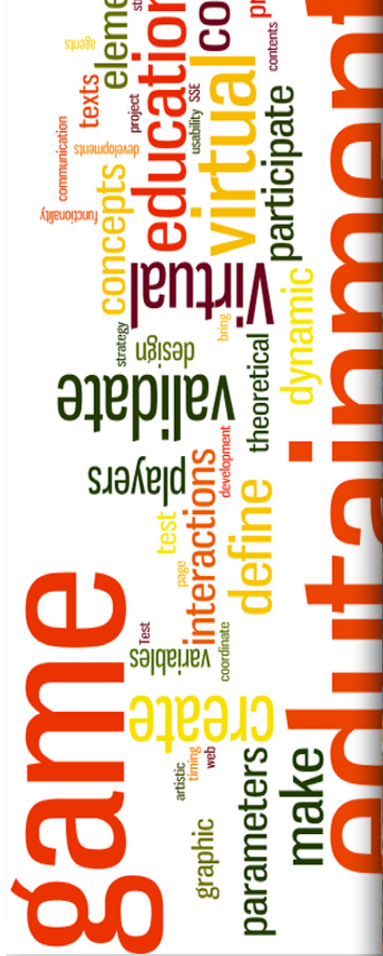 agents
eleme
co
contents
texts
project
education
usability
SSE
virtual
participate
communication
developments
functionality
concepts
Virtual
bring
dynamic
strategy
design
theoretical
validate
players
development
interactions
define
test
page
Test
variables
coordinate
create
game
artistic
timing
web
graphic
parameters
make
edutainment